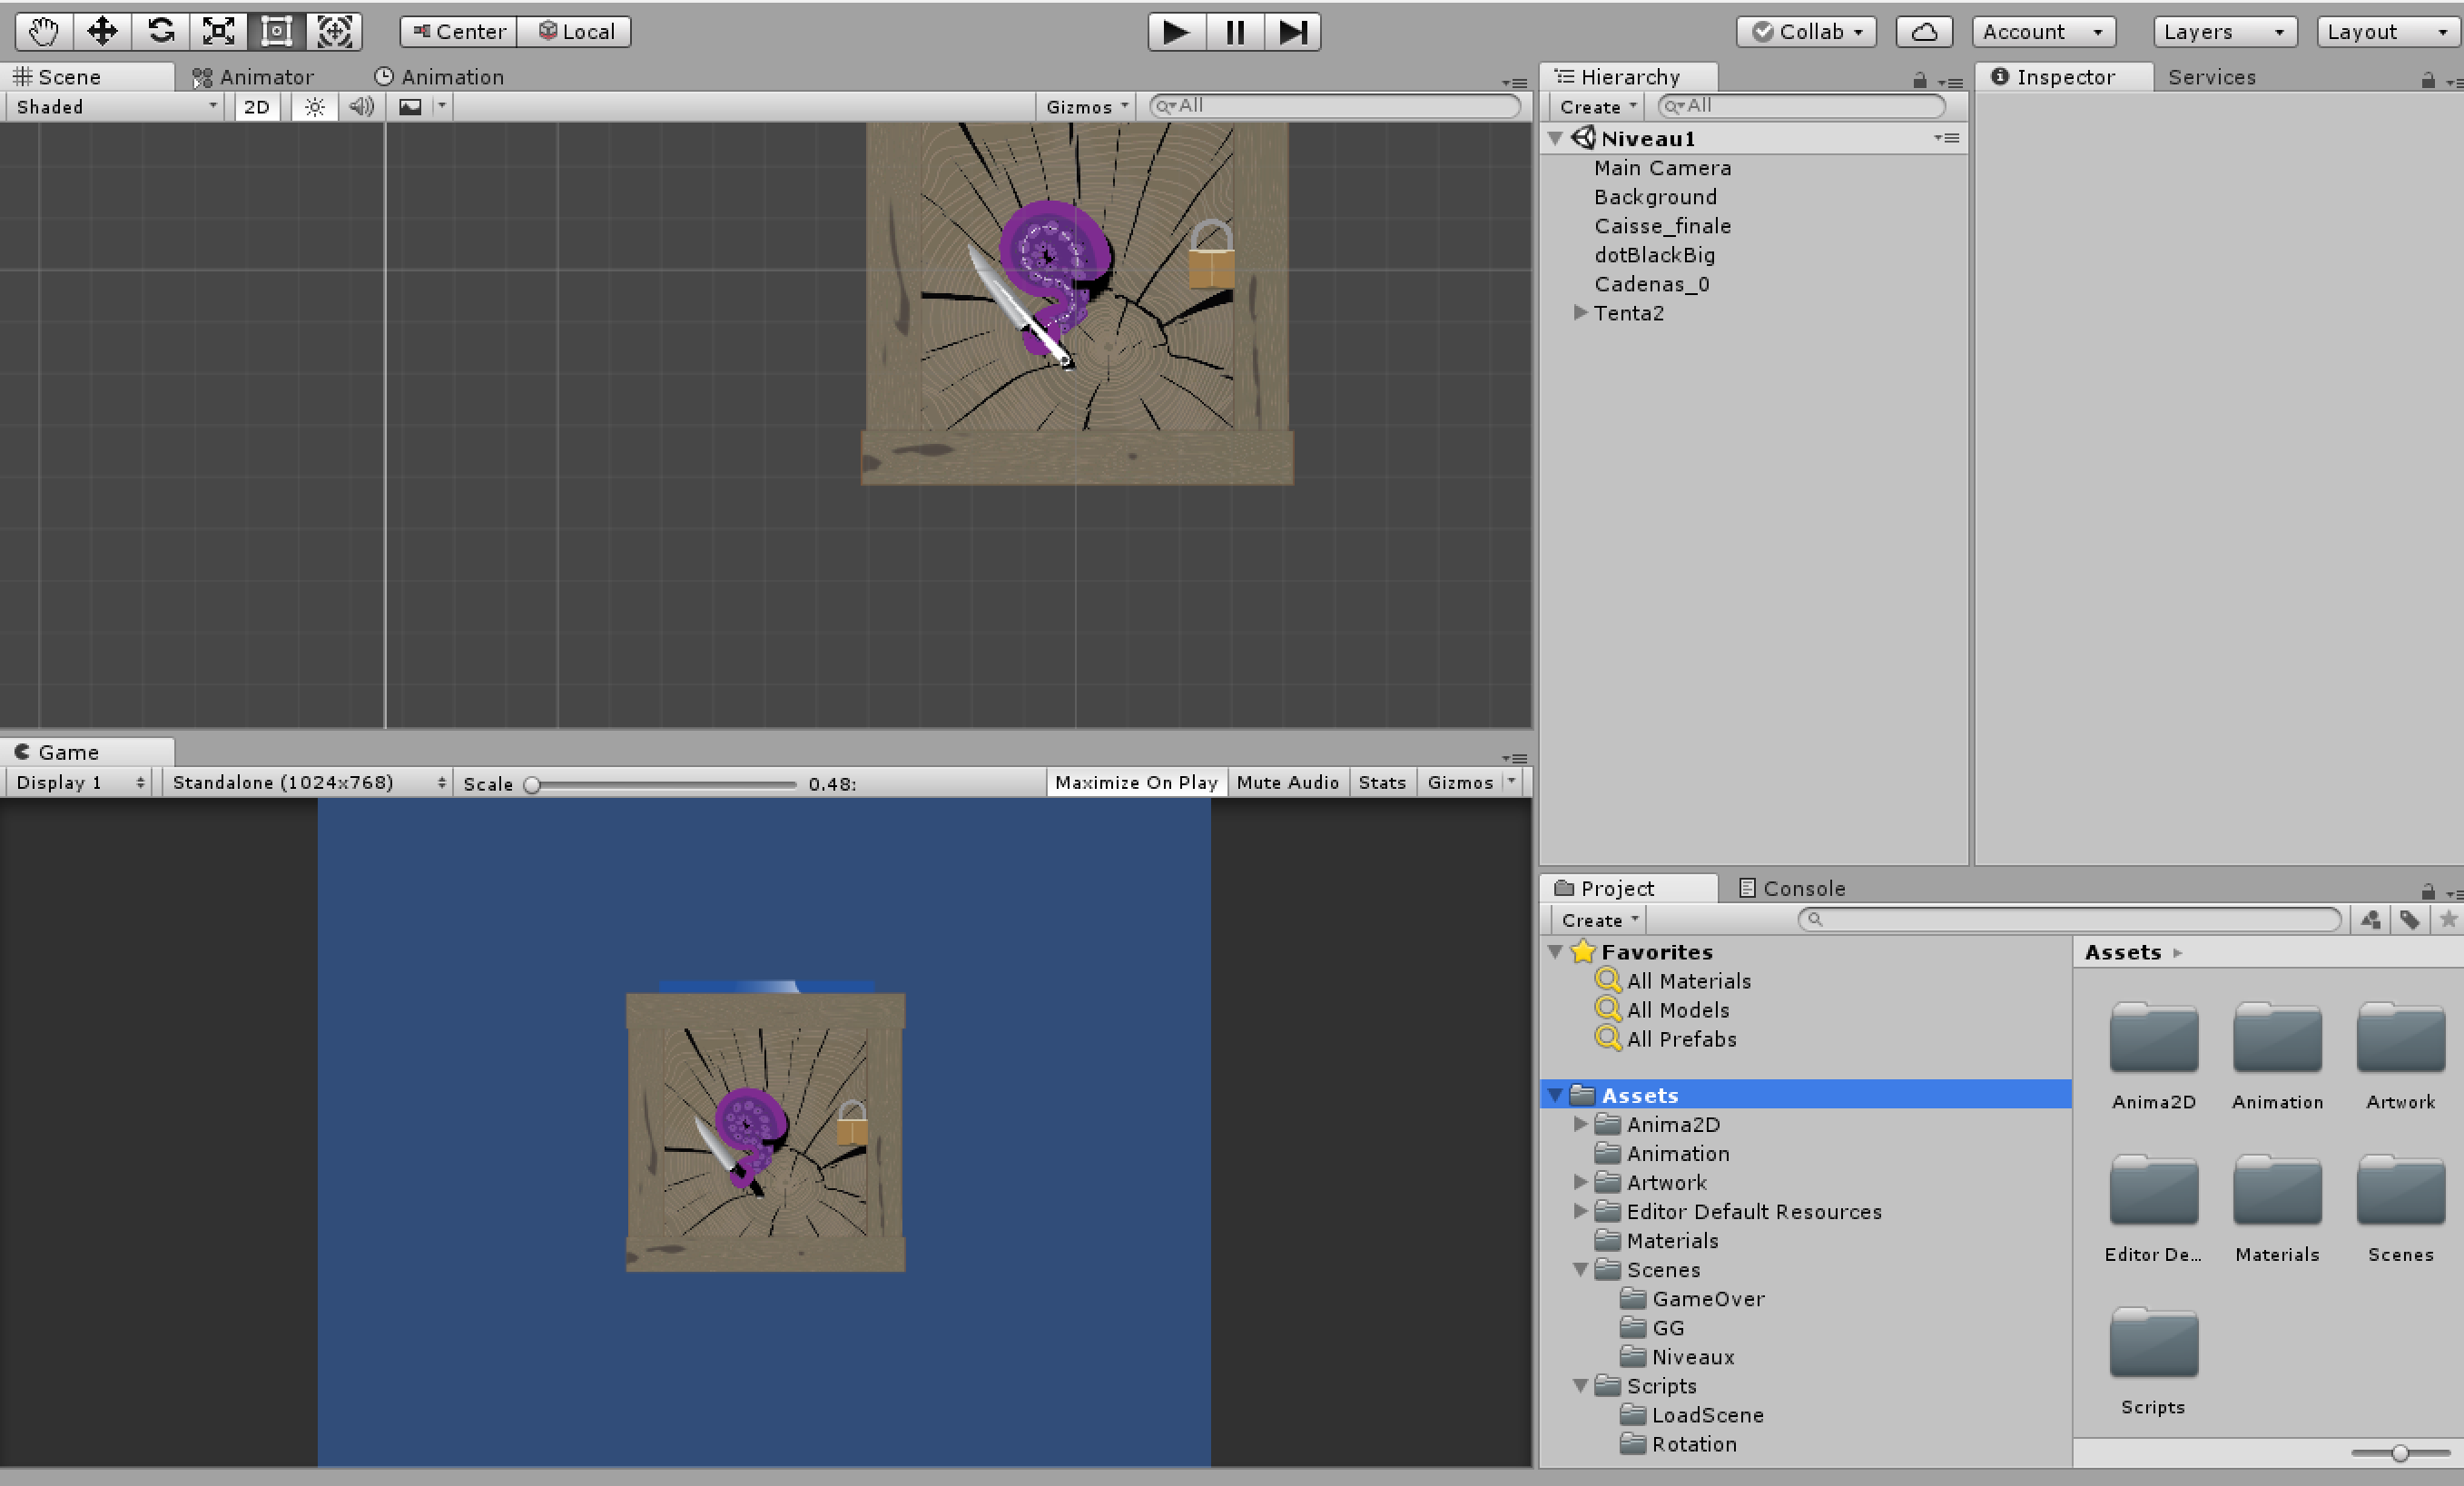 Center Local Collab Account Layers Layout
Scene Animator Animation
Shaded 2D Gizmos All
Hierarchy
Create All
Niveau1
Main Camera
Background
Caisse_finale
dotBlackBig
Cadenas_0
Tenta2
Inspector Services
Game
Display 1 Standalone (1024x768) Scale 0.48: Maximize On Play Mute Audio Stats Gizmos
Project Console
Create
Favorites
All Materials
All Models
All Prefabs
Assets
Anima2D
Animation
Artwork
Editor Default Resources
Materials
Scenes
GameOver
GG
Niveaux
Scripts
LoadScene
Rotation
Assets
Anima2D Animation Artwork
Editor De... Materials Scenes
Scripts